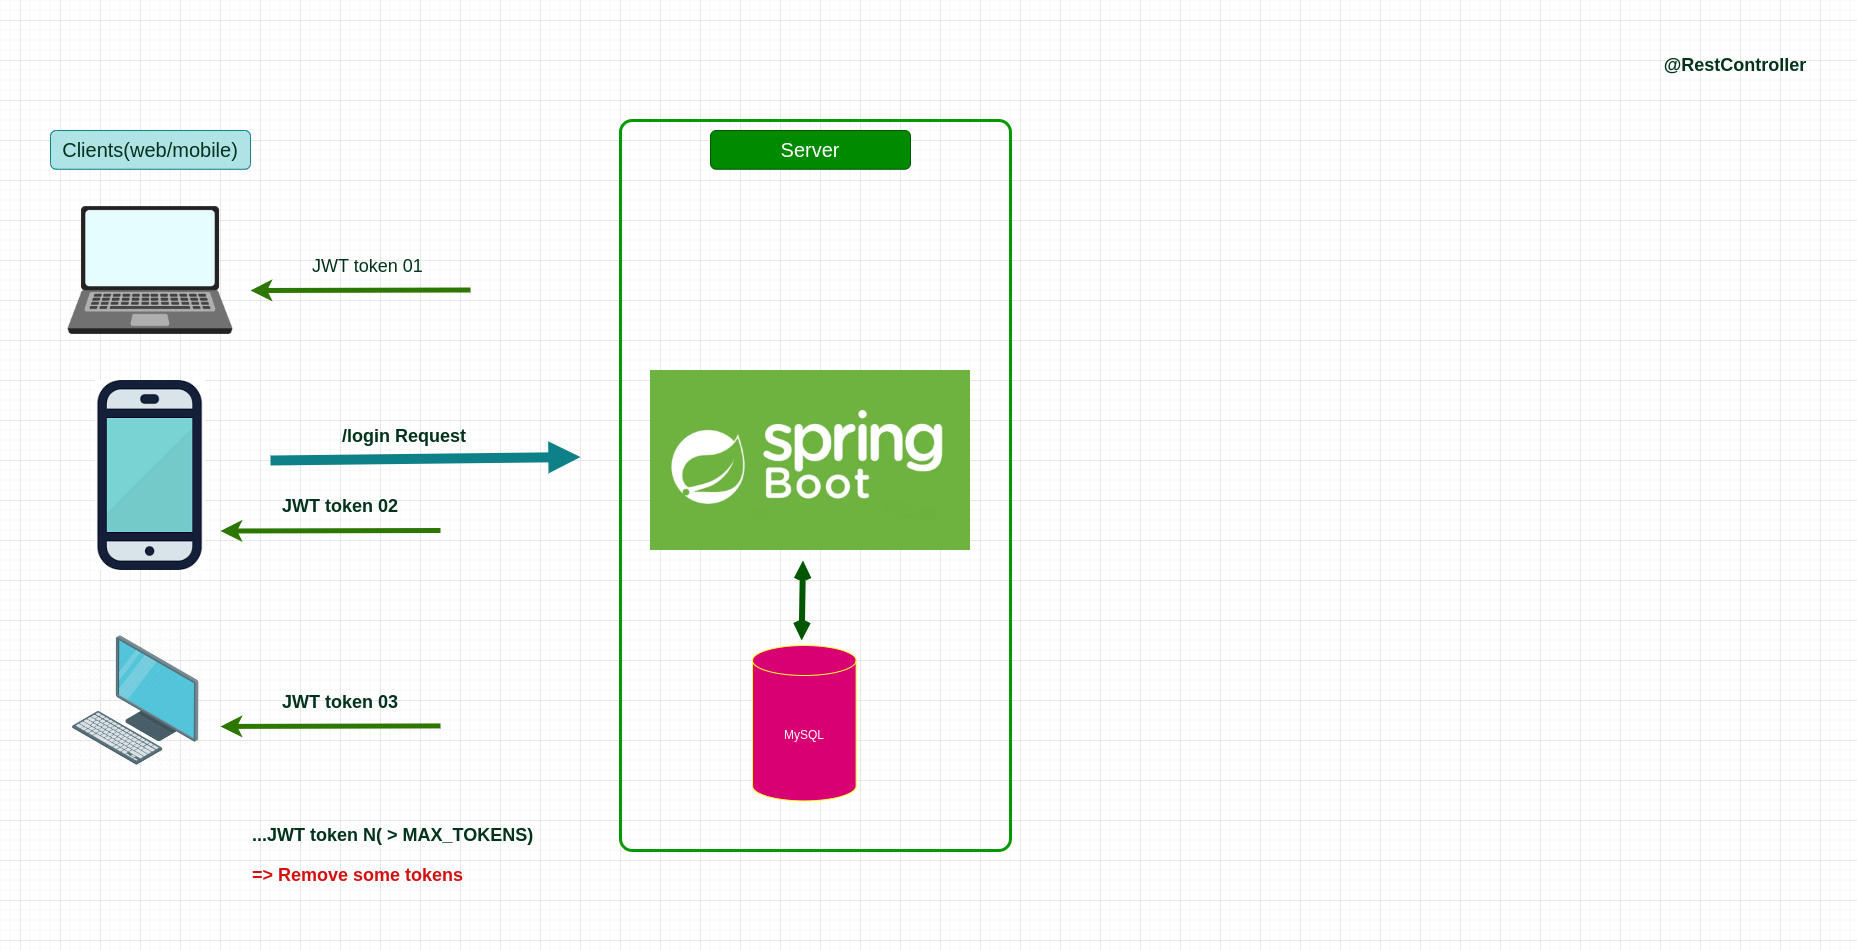 @RestController
Clients(web/mobile)
Server
JWT token 01
/login Request
spring
Boot
JWT token 02
JWT token 03
MySQL
...JWT token N( > MAX_TOKENS)
=> Remove some tokens